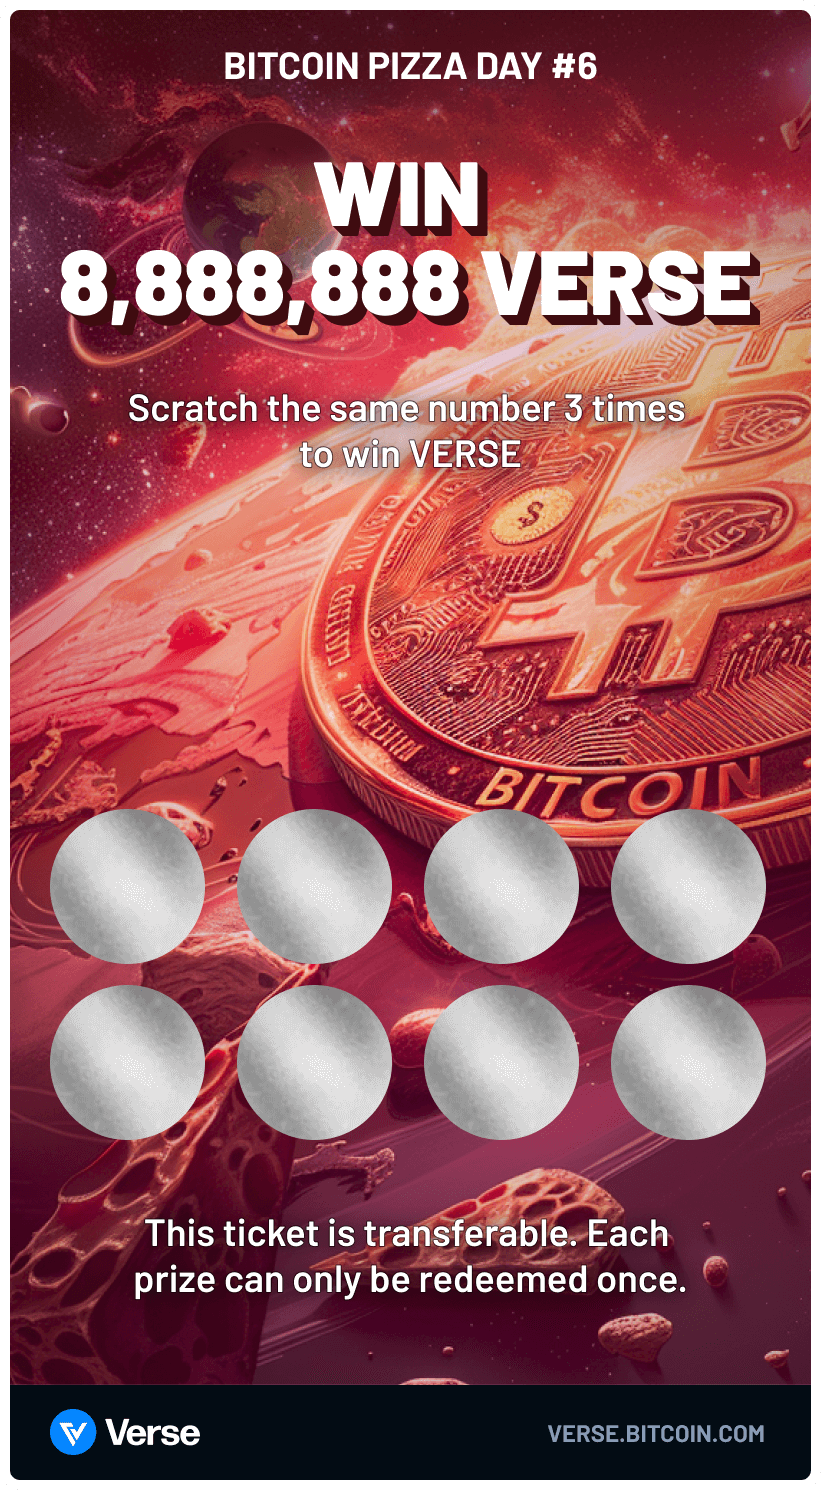 BITCOIN PIZZA DAY #6
WIN
8,888,888 VERSE
Scratch the same number 3 times
to win VERSE
$
BITCOIN
This ticket is transferable. Each
prize can only be redeemed once.
Verse
VERSE.BITCOIN.COM